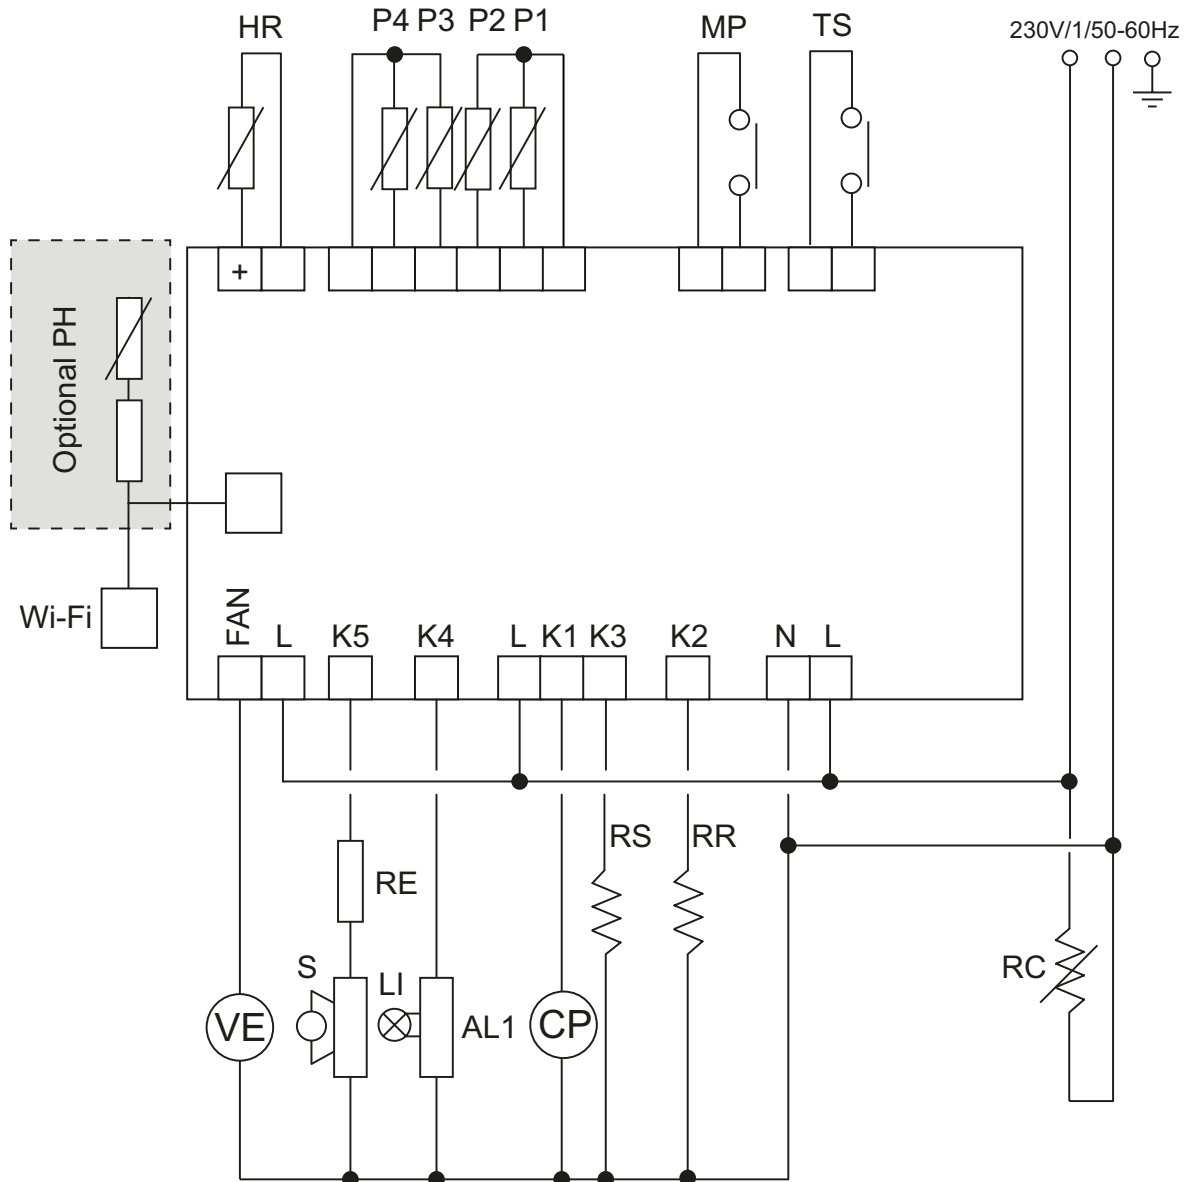 HR P4 P3 P2 P1 MP TS 230V/1/50-60Hz
+
Optional PH
Wi-Fi
FAN L K5 K4 L K1 K3 K2 N L
RS RR
RE
S LI RC
VE AL1 CP